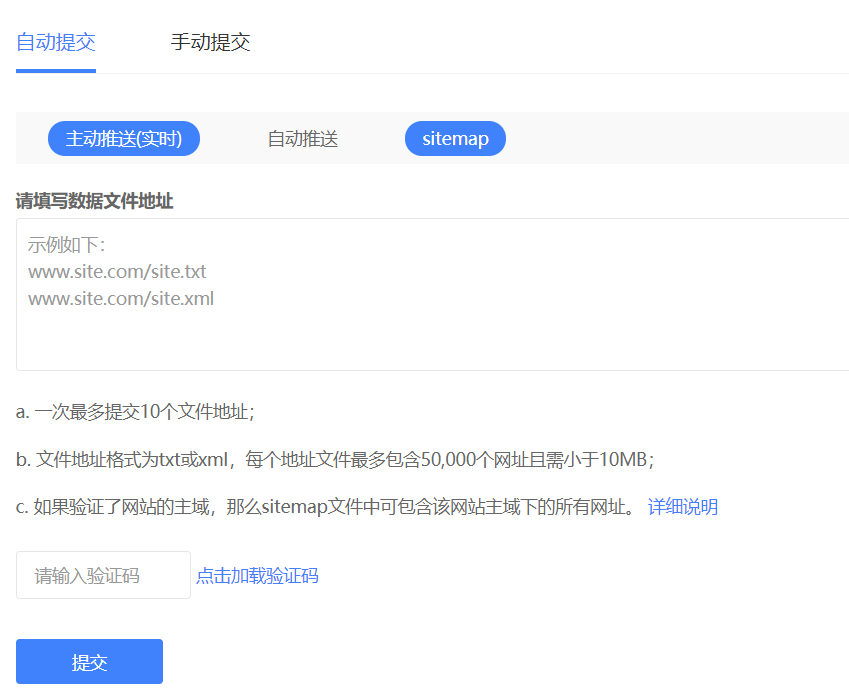 自动提交 手动提交
主动推送(实时) 自动推送 sitemap
请填写数据文件地址
示例如下：
www.site.com/site.txt
www.site.com/site.xml
a. 一次最多提交10个文件地址；
b. 文件地址格式为txt或xml，每个地址文件最多包含50,000个网址且需小于10MB；
c. 如果验证了网站的主域，那么sitemap文件中可包含该网站主域下的所有网址。 详细说明
请输入验证码 点击加载验证码
提交